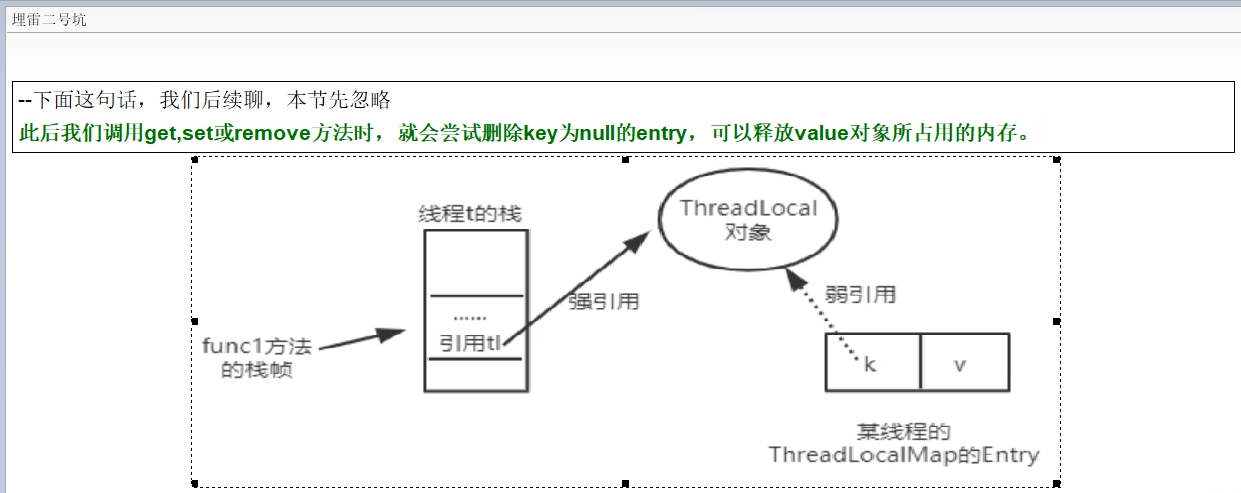 埋雷二号坑
--下面这句话，我们后续聊，本节先忽略
此后我们调用get,set或remove方法时，就会尝试删除key为null的entry，可以释放value对象所占用的内存。
线程t的栈
ThreadLocal
对象
强引用
弱引用
......
引用tl
func1方法
的栈帧
k
v
某线程的
ThreadLocalMap的Entry